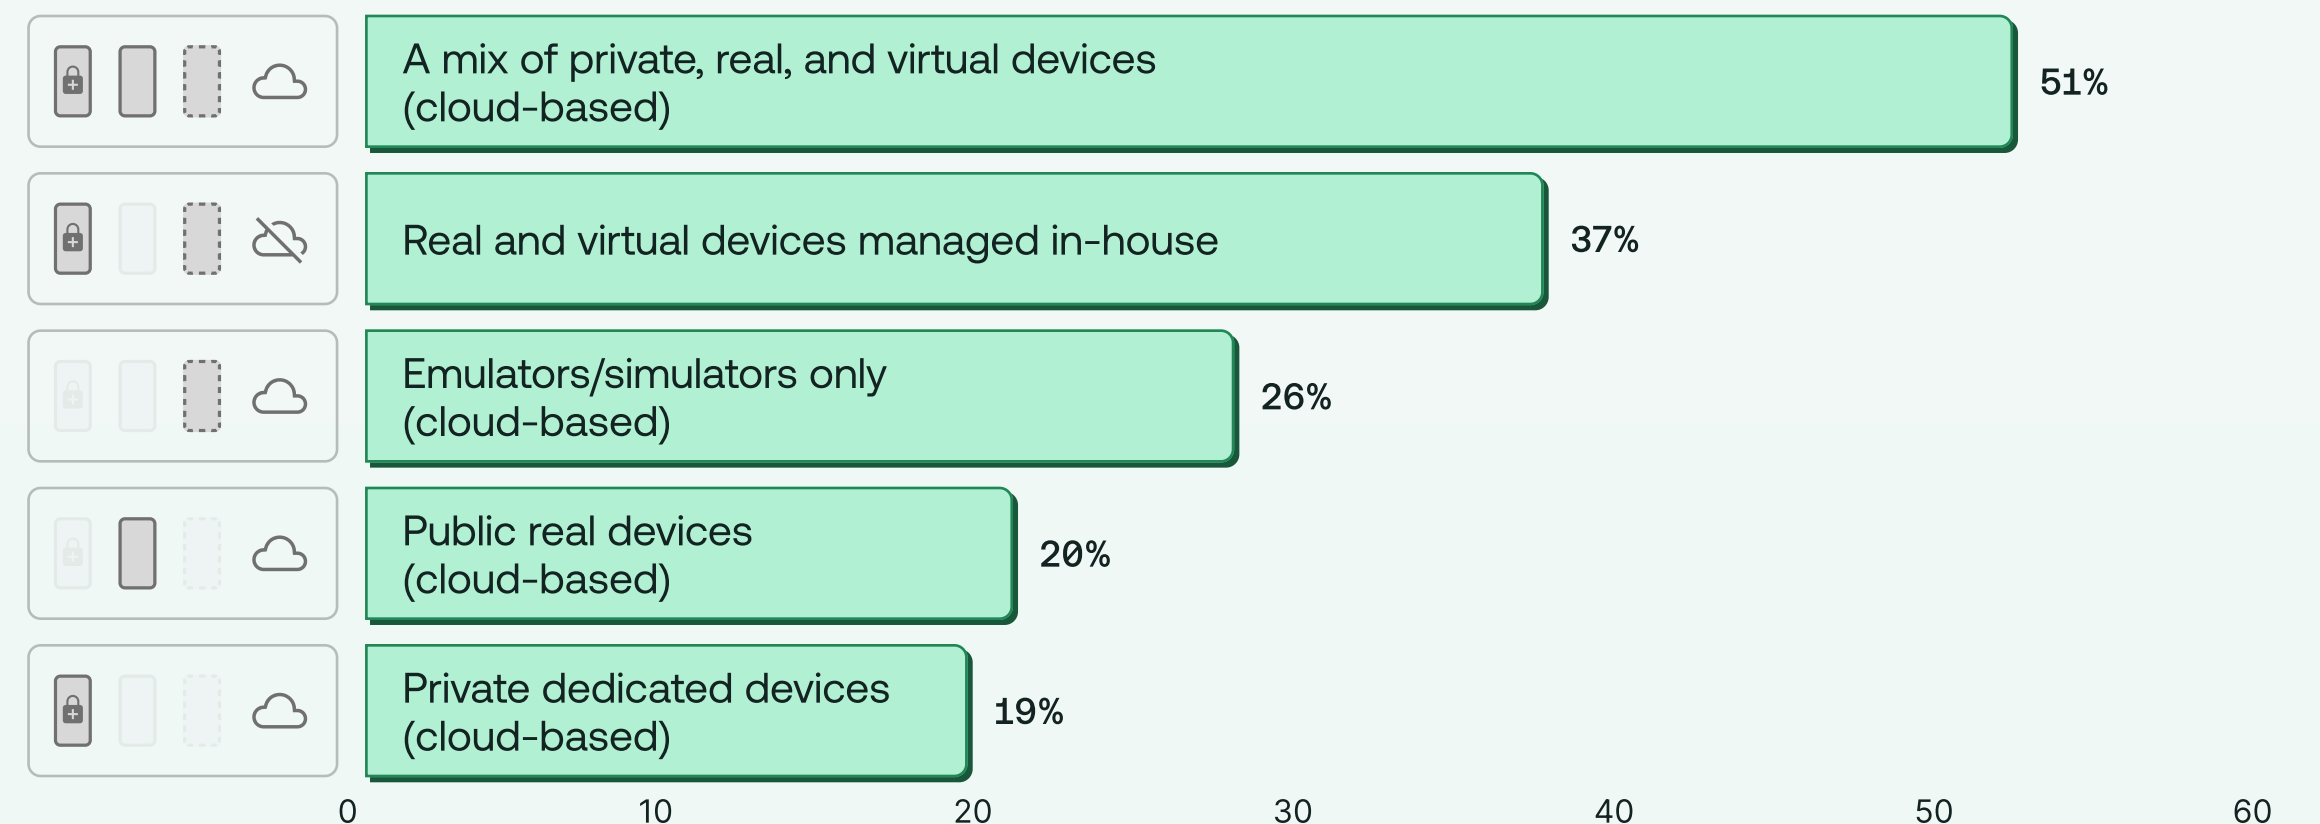 A mix of private, real, and virtual devices
(cloud-based)
51%
Real and virtual devices managed in-house
37%
Emulators/simulators only
(cloud-based)
26%
Public real devices
(cloud-based)
20%
Private dedicated devices
(cloud-based)
19%
0 10 20 30 40 50 60